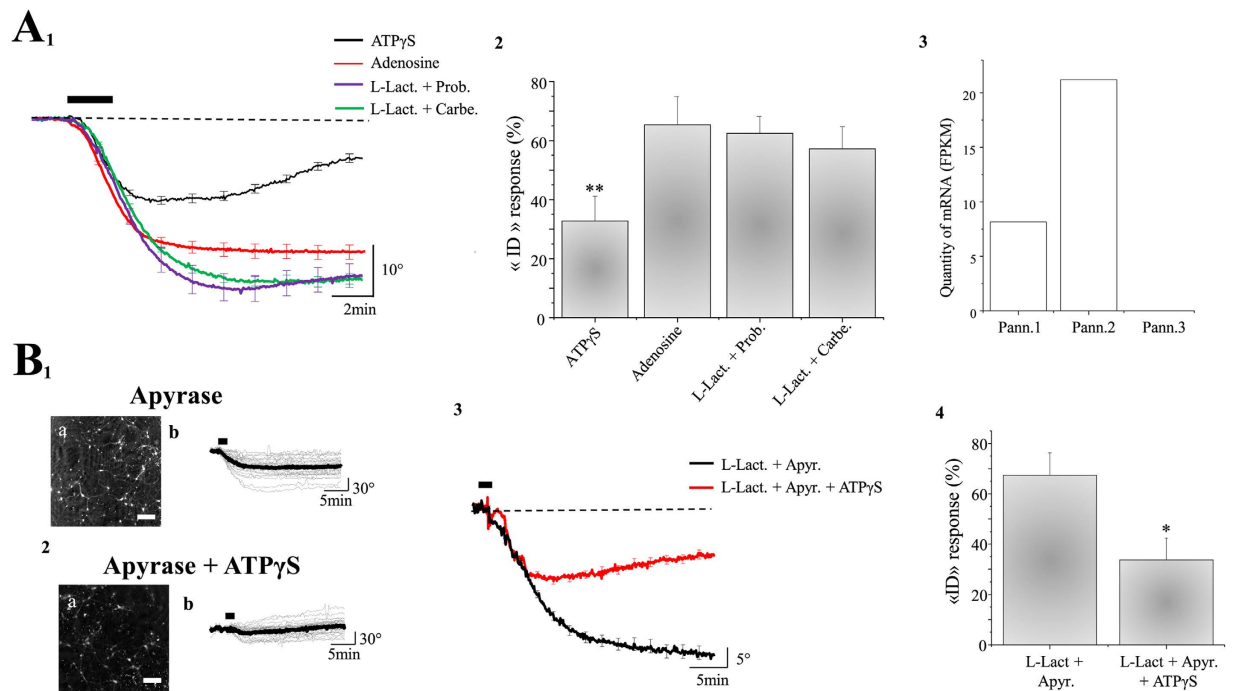 A1
ATPγS
Adenosine
L-Lact. + Prob.
L-Lact. + Carbe.
10°
2min
2
« ID » response (%)
80
60
40
20
0
**
ATPγS
Adenosine
L-Lact. + Prob.
L-Lact. + Carbe.
3
Quantity of mRNA (FPKM)
20
15
10
5
0
Pann.1
Pann.2
Pann.3
B1
Apyrase
a
b
30°
5min
2
Apyrase + ATPγS
a
b
30°
5min
3
L-Lact. + Apyr.
L-Lact. + Apyr. + ATPγS
5°
5min
4
«ID» response (%)
80
60
40
20
0
*
L-Lact +
Apyr.
L-Lact + Apyr.
+ ATPγS